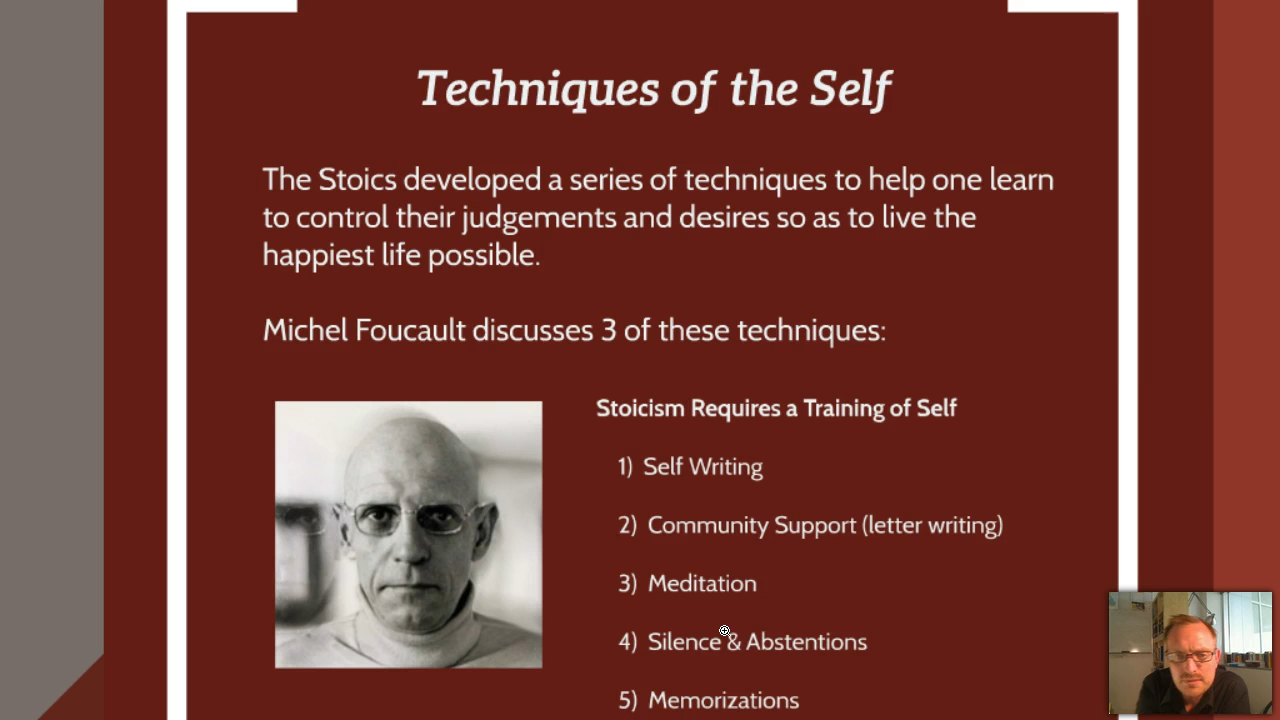 Techniques of the Self
The Stoics developed a series of techniques to help one learn
to control their judgements and desires so as to live the
happiest life possible.
Michel Foucault discusses 3 of these techniques:
Stoicism Requires a Training of Self
1) Self Writing
2) Community Support (letter writing)
3) Meditation
4) Silence & Abstentions
5) Memorizations